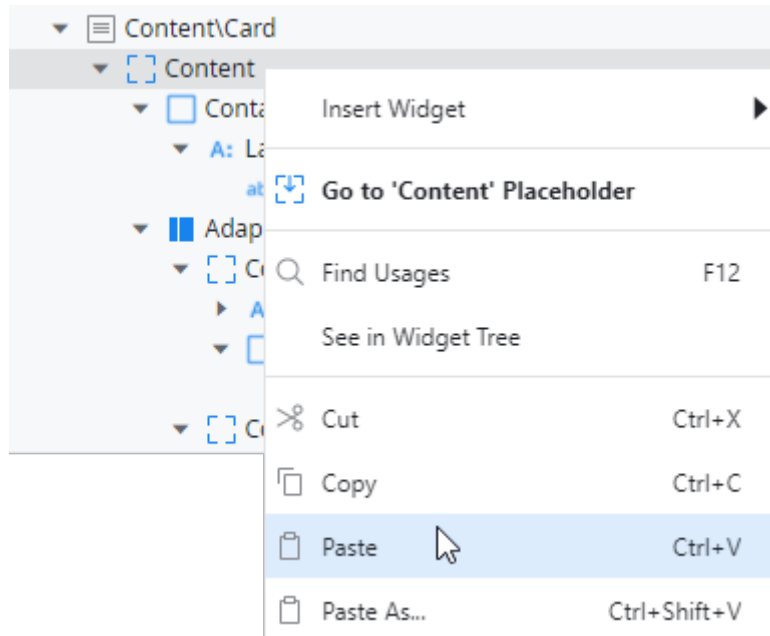 Content\Card
Content
Insert Widget
A:
ab
Go to 'Content' Placeholder
Find Usages F12
A
See in Widget Tree
Cut Ctrl+X
Copy Ctrl+C
Paste Ctrl+V
Paste As... Ctrl+Shift+V